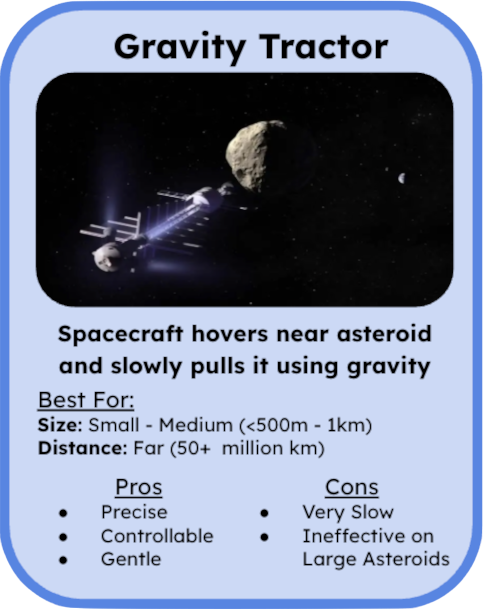 Gravity Tractor
Spacecraft hovers near asteroid
and slowly pulls it using gravity
Best For:
Size: Small - Medium (<500m - 1km)
Distance: Far (50+  million km)
Pros
● Precise
● Controllable
● Gentle
Cons
● Very Slow
● Ineffective on
Large Asteroids